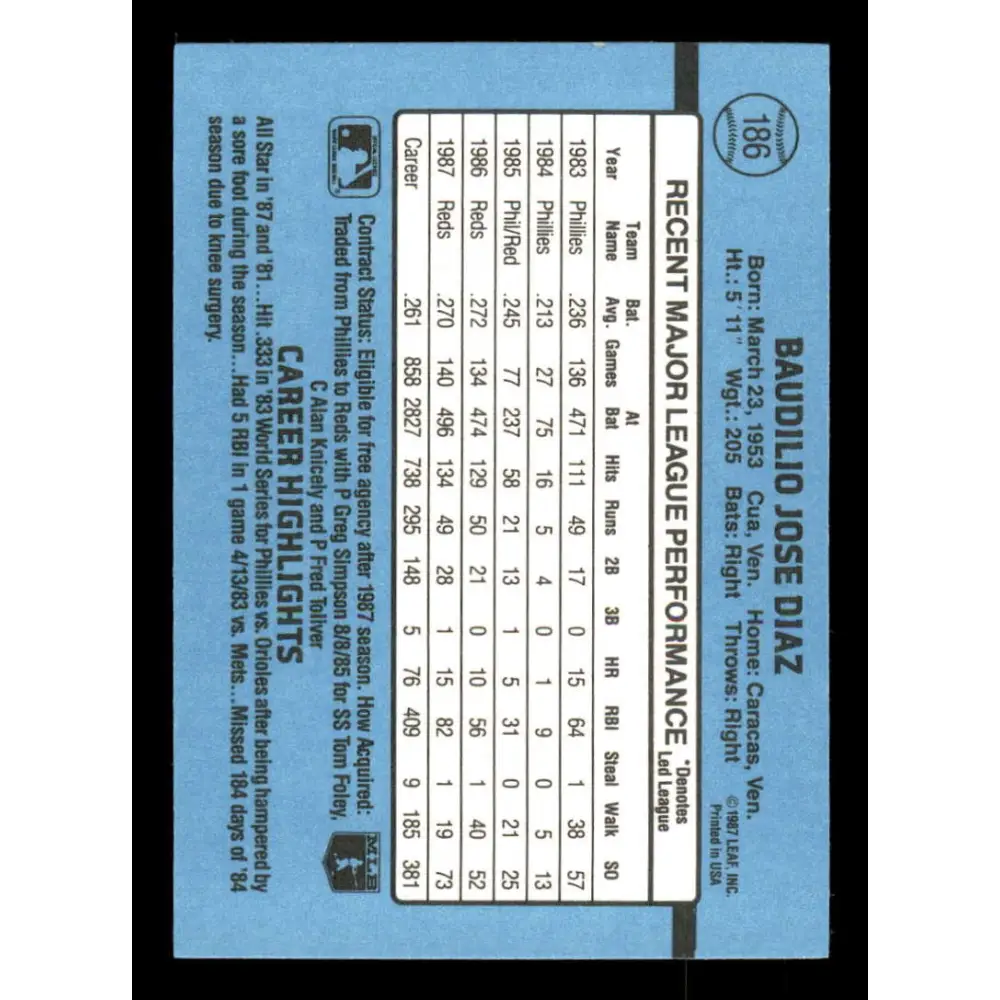 186
BAUDILIO JOSE DIAZ
Born: March 23, 1953 Cua, Ven. Home: Caracas, Ven.
Ht.: 5' 11" Wgt.: 205 Bats: Right Throws: Right
©1987 LEAF, INC.
Printed in USA
RECENT MAJOR LEAGUE PERFORMANCE *Denotes Led League
Year Team Name Bat. Avg. Games At Bat Hits Runs 2B 3B HR RBI Steal Walk SO
1983 Phillies .236 136 471 111 49 17 0 15 64 1 38 57
1984 Phillies .213 27 75 16 5 4 0 1 9 0 5 13
1985 Phil/Red .245 77 237 58 21 13 1 5 31 0 21 25
1986 Reds .272 134 474 129 50 21 0 10 56 1 40 52
1987 Reds .270 140 496 134 49 28 1 15 82 1 19 73
Career .261 858 2827 738 295 148 5 76 409 9 185 381
Contract Status: Eligible for free agency after 1987 season. How Acquired:
Traded from Phillies to Reds with P Greg Simpson 8/8/85 for SS Tom Foley,
C Alan Knicely and P Fred Toliver
MLB
CAREER HIGHLIGHTS
All Star in '87 and '81...Hit .333 in '83 World Series for Phillies vs. Orioles after being hampered by
a sore foot during the season...Had 5 RBI in 1 game 4/13/83 vs. Mets...Missed 184 days of '84
season due to knee surgery.